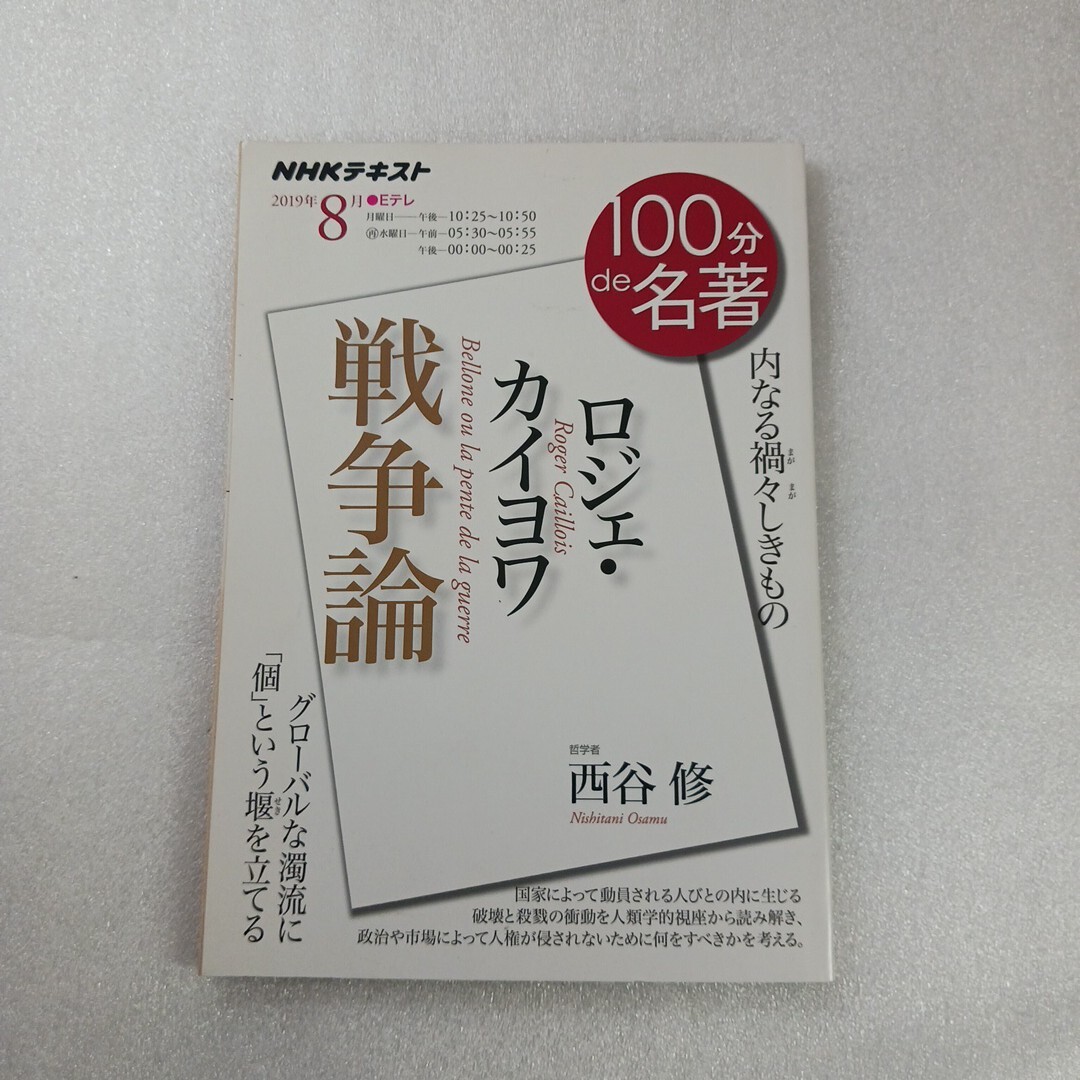 NHKテキスト
2019年8月●Eテレ
月曜日——午後—10:25〜10:50
㊕水曜日—午前—05:30〜05:55
午後—00:00〜00:25
100分
de名著
内なる禍々しきもの
まが まが
ロジェ・
カイヨワ
Roger Caillois
戦争論
Bellone ou la pente de la guerre
グローバルな濁流に
「個」という堰を立てる
せき
哲学者
西谷 修
Nishitani Osamu
国家によって動員される人びとの内に生じる
破壊と殺戮の衝動を人類学的視座から読み解き、
政治や市場によって人権が侵されないために何をすべきかを考える。